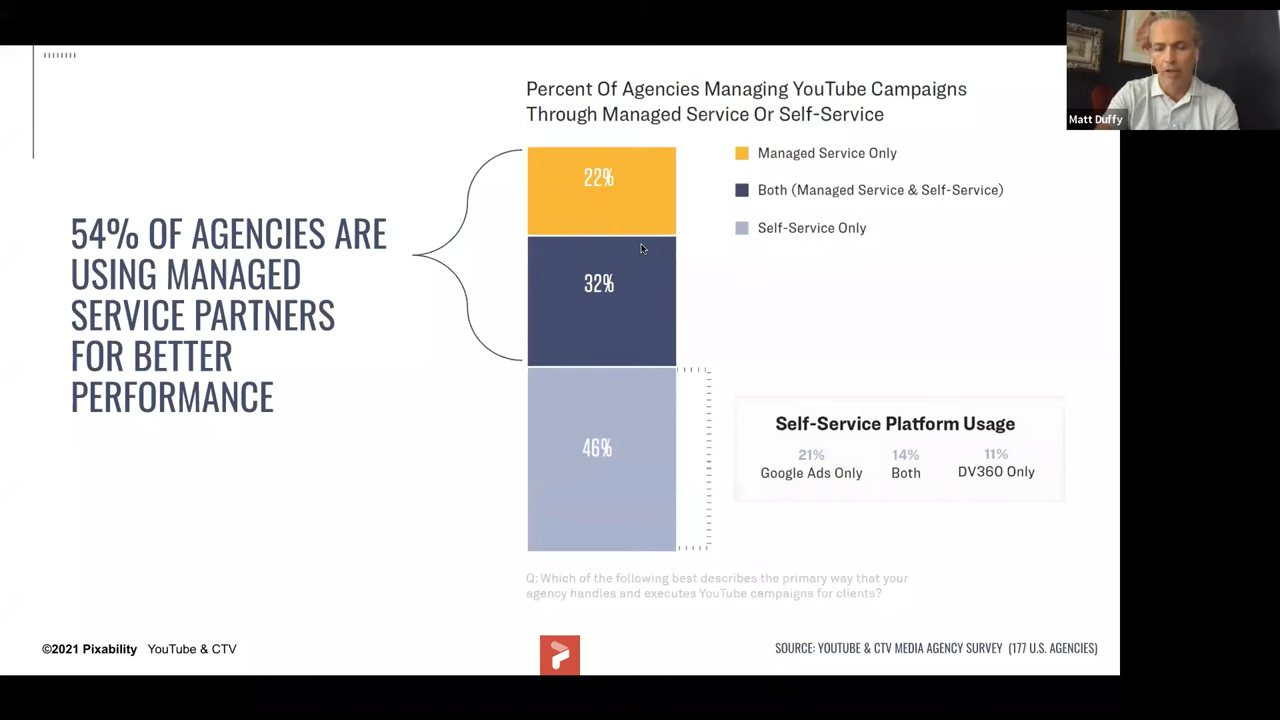 Percent Of Agencies Managing YouTube Campaigns
Through Managed Service Or Self-Service
Matt Duffy
54% OF AGENCIES ARE
USING MANAGED
SERVICE PARTNERS
FOR BETTER
PERFORMANCE
22%
32%
46%
Managed Service Only
Both (Managed Service & Self-Service)
Self-Service Only
Self-Service Platform Usage
21% 14% 11%
Google Ads Only Both DV360 Only
Q: Which of the following best describes the primary way that your
agency handles and executes YouTube campaigns for clients?
©2021 Pixability YouTube & CTV
SOURCE: YOUTUBE & CTV MEDIA AGENCY SURVEY (177 U.S. AGENCIES)